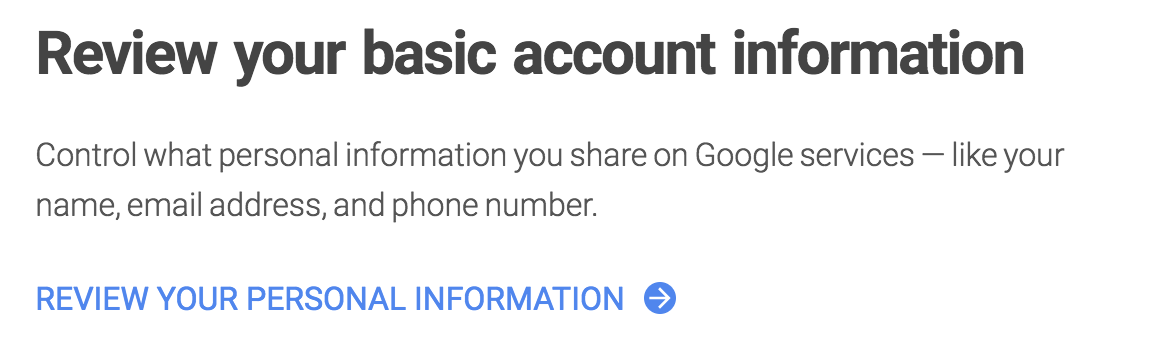 Review your basic account information
Control what personal information you share on Google services — like your
name, email address, and phone number.
REVIEW YOUR PERSONAL INFORMATION